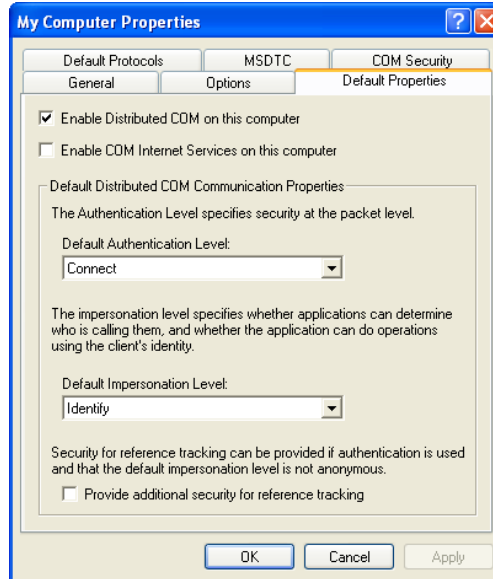 My Computer Properties
Default Protocols MSDTC COM Security
General Options Default Properties
Enable Distributed COM on this computer
Enable COM Internet Services on this computer
Default Distributed COM Communication Properties
The Authentication Level specifies security at the packet level.
Default Authentication Level:
Connect
The impersonation level specifies whether applications can determine
who is calling them, and whether the application can do operations
using the client's identity.
Default Impersonation Level:
Identify
Security for reference tracking can be provided if authentication is used
and that the default impersonation level is not anonymous.
Provide additional security for reference tracking
OK Cancel Apply